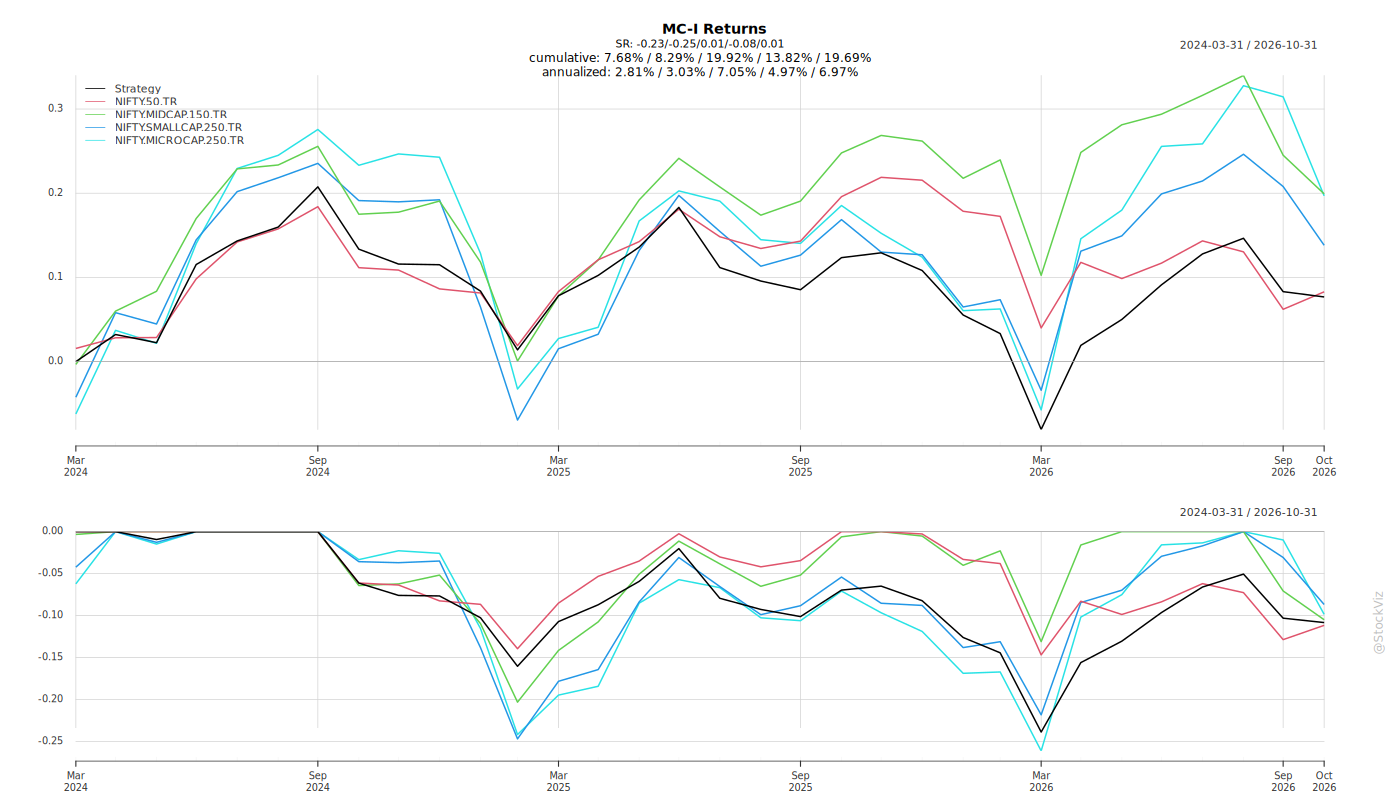 MC-I Returns
SR: -0.23/-0.25/0.01/-0.08/0.01
cumulative: 7.68% / 8.29% / 19.92% / 13.82% / 19.69%
annualized: 2.81% / 3.03% / 7.05% / 4.97% / 6.97%
2024-03-31 / 2026-10-31
Strategy
NIFTY.50.TR
NIFTY.MIDCAP.150.TR
NIFTY.SMALLCAP.250.TR
NIFTY.MICROCAP.250.TR
0.3
0.2
0.1
0.0
Mar Sep Mar Sep Mar Sep Oct
2024 2024 2025 2025 2026 2026 2026
2024-03-31 / 2026-10-31
0.00
-0.05
-0.10
-0.15
-0.20
-0.25
Mar Sep Mar Sep Mar Sep Oct
2024 2024 2025 2025 2026 2026 2026
@StockViz